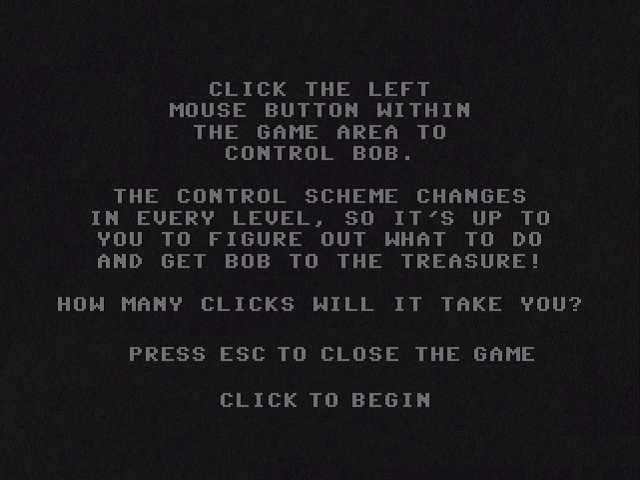 CLICK THE LEFT
MOUSE BUTTON WITHIN
THE GAME AREA TO
CONTROL BOB.
THE CONTROL SCHEME CHANGES
IN EVERY LEVEL, SO IT'S UP TO
YOU TO FIGURE OUT WHAT TO DO
AND GET BOB TO THE TREASURE!
HOW MANY CLICKS WILL IT TAKE YOU?
PRESS ESC TO CLOSE THE GAME
CLICK TO BEGIN